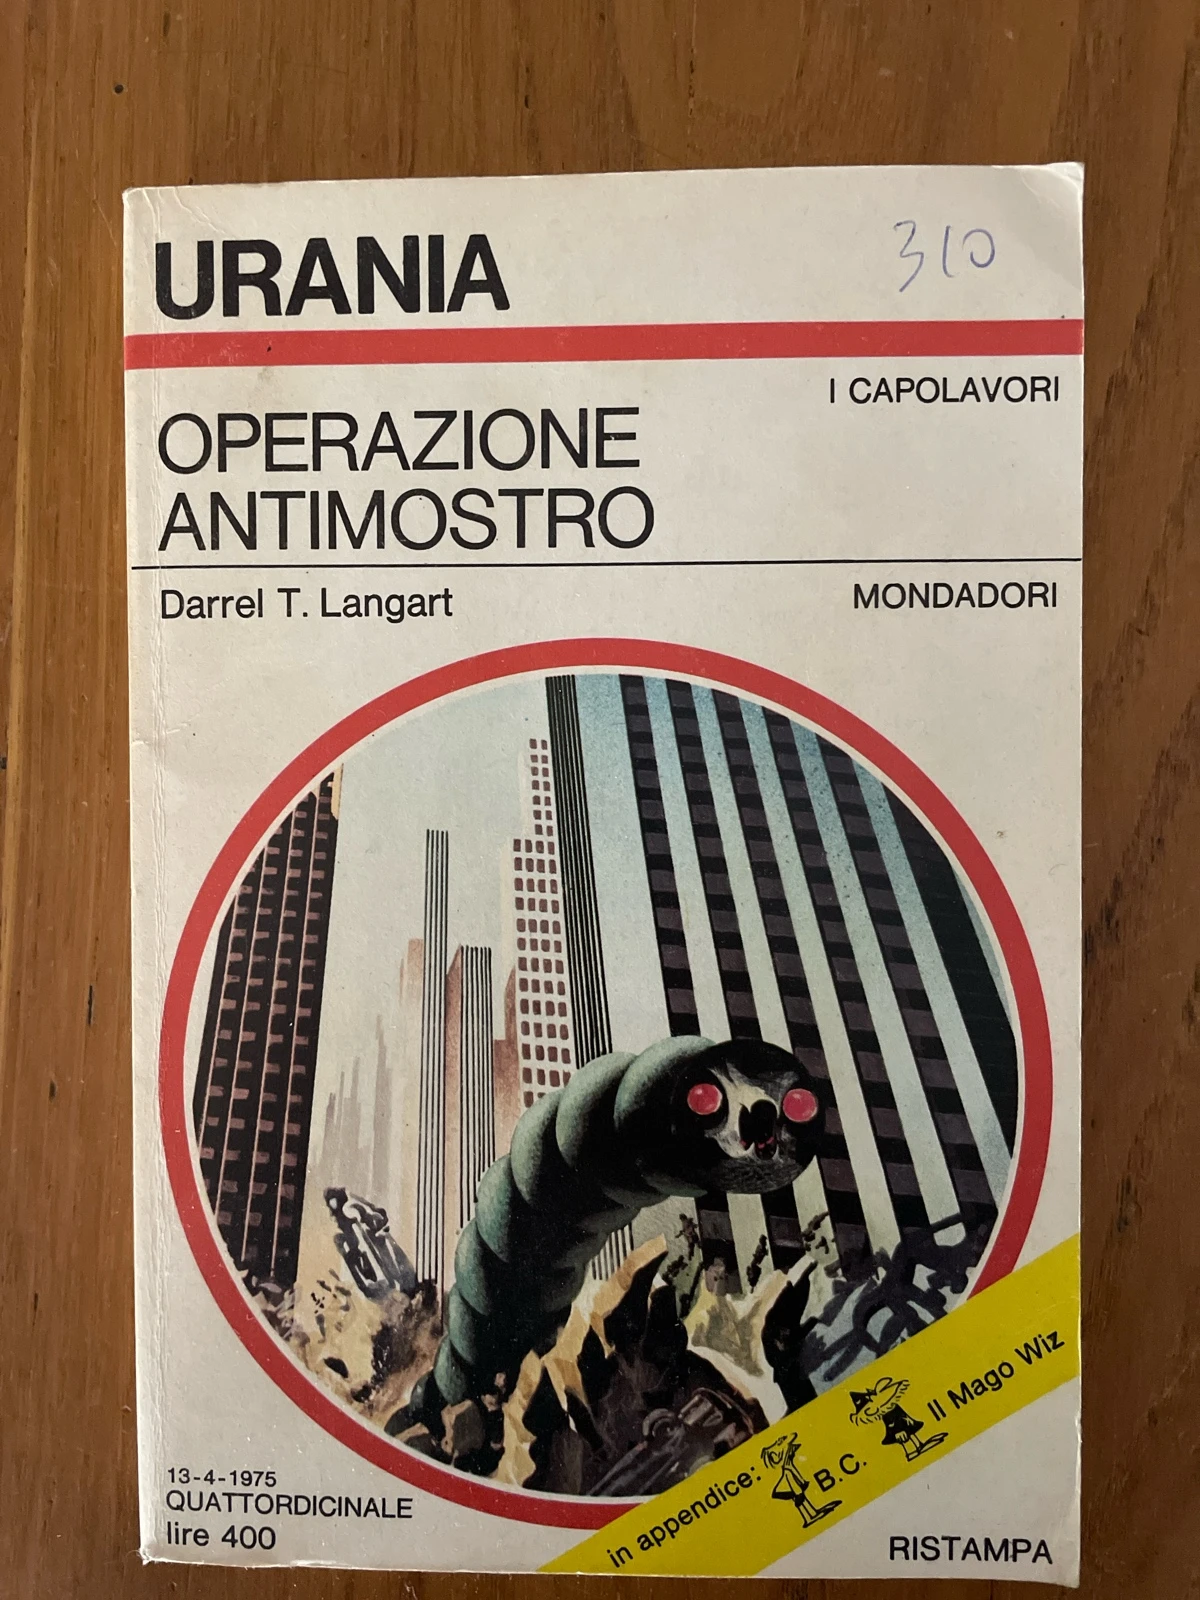 URANIA
310
I CAPOLAVORI
OPERAZIONE
ANTIMOSTRO
Darrel T. Langart
MONDADORI
13-4-1975
QUATTORDICINALE
lire 400
in appendice: B.C. Il Mago Wiz
RISTAMPA